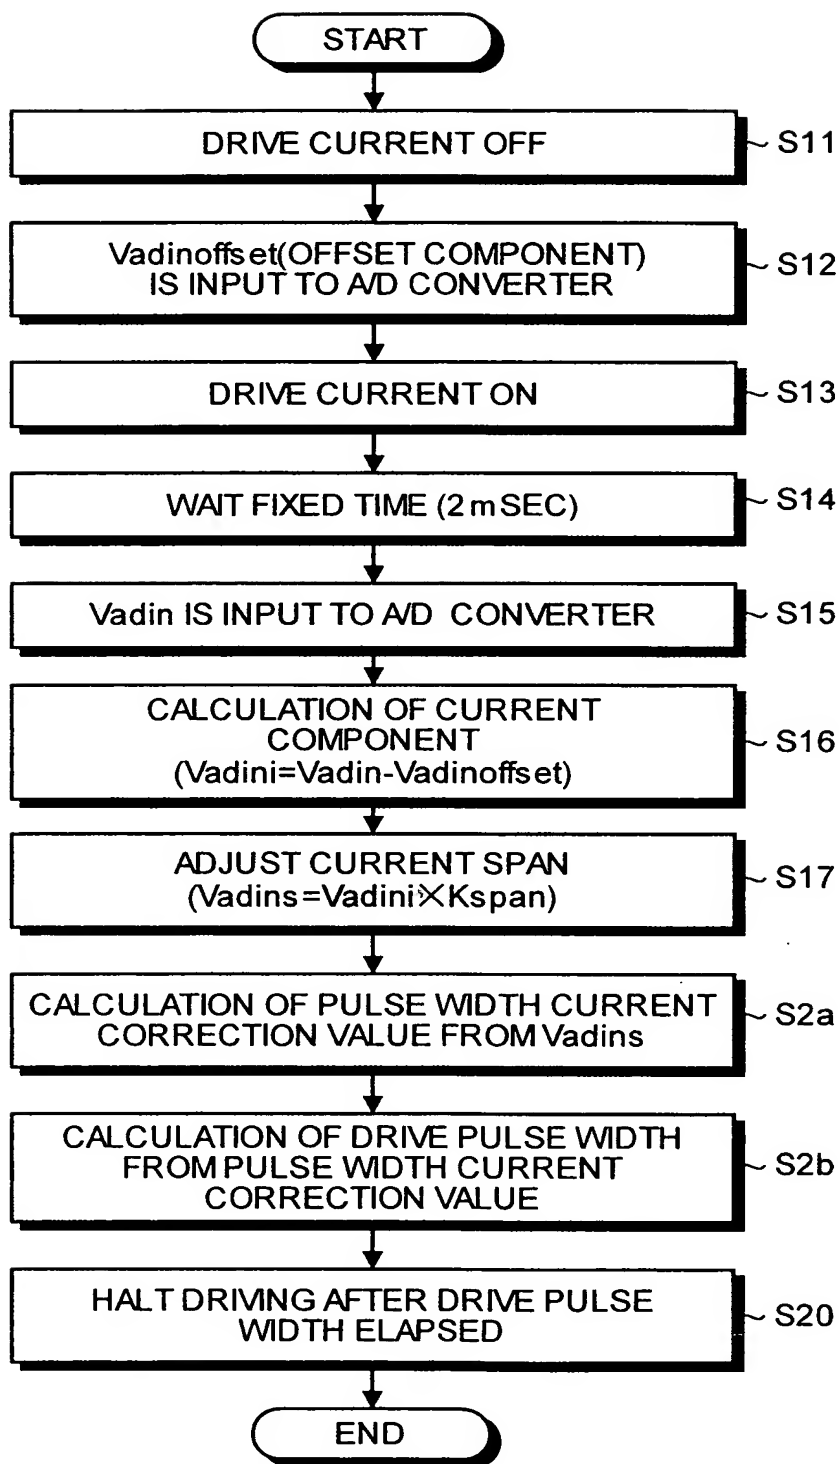 START
DRIVE CURRENT OFF
~ S11
Vadinoffset(OFFSET COMPONENT)
IS INPUT TO A/D CONVERTER
~ S12
DRIVE CURRENT ON
~ S13
WAIT FIXED TIME (2mSEC)
~ S14
Vadin IS INPUT TO A/D CONVERTER
~ S15
CALCULATION OF CURRENT
COMPONENT
(Vadini=Vadin-Vadinoffset)
~ S16
ADJUST CURRENT SPAN
(Vadins=Vadini×Kspan)
~ S17
CALCULATION OF PULSE WIDTH CURRENT
CORRECTION VALUE FROM Vadins
~ S2a
CALCULATION OF DRIVE PULSE WIDTH
FROM PULSE WIDTH CURRENT
CORRECTION VALUE
~ S2b
HALT DRIVING AFTER DRIVE PULSE
WIDTH ELAPSED
~ S20
END